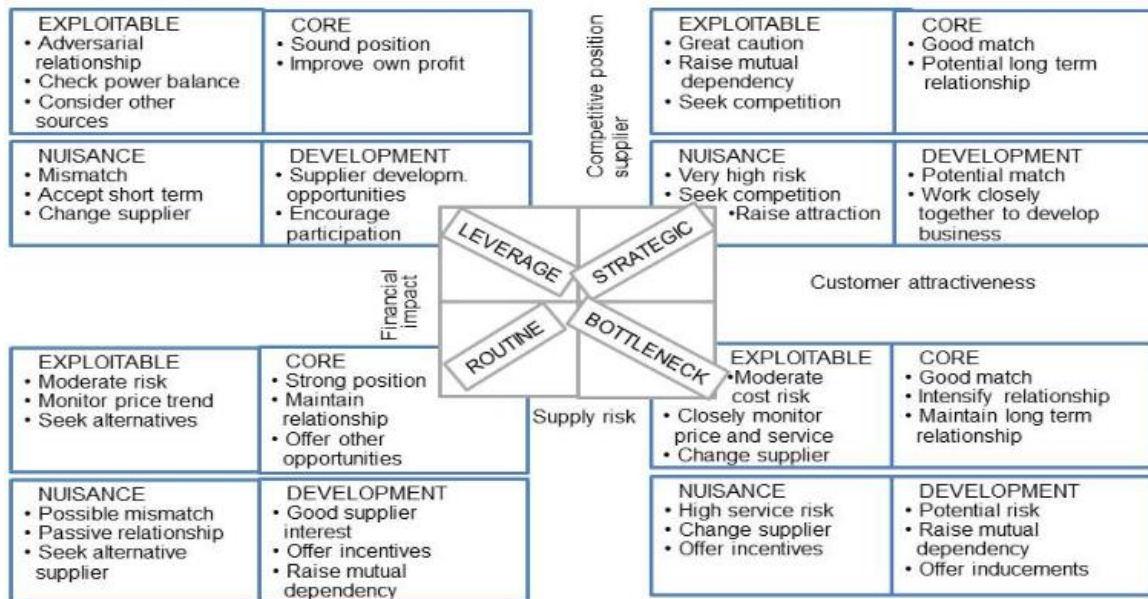 EXPLOITABLE
• Adversarial
relationship
• Check power balance
• Consider other
sources
CORE
• Sound position
• Improve own profit
NUISANCE
• Mismatch
• Accept short term
• Change supplier
DEVELOPMENT
• Supplier developm.
opportunities
• Encourage
participation
Competitive position
supplier
EXPLOITABLE
• Great caution
• Raise mutual
dependency
• Seek competition
CORE
• Good match
• Potential long term
relationship
NUISANCE
• Very high risk
• Seek competition
• Raise attraction
DEVELOPMENT
• Potential match
• Work closely
together to develop
business
LEVERAGE
STRATEGIC
ROUTINE
BOTTLENECK
Financial
impact
Customer attractiveness
Supply risk
EXPLOITABLE
• Moderate risk
• Monitor price trend
• Seek alternatives
CORE
• Strong position
• Maintain
relationship
• Offer other
opportunities
NUISANCE
• Possible mismatch
• Passive relationship
• Seek alternative
supplier
DEVELOPMENT
• Good supplier
interest
• Offer incentives
• Raise mutual
dependency
EXPLOITABLE
• Moderate
cost risk
• Closely monitor
price and service
• Change supplier
CORE
• Good match
• Intensify relationship
• Maintain long term
relationship
NUISANCE
• High service risk
• Change supplier
• Offer incentives
DEVELOPMENT
• Potential risk
• Raise mutual
dependency
• Offer inducements